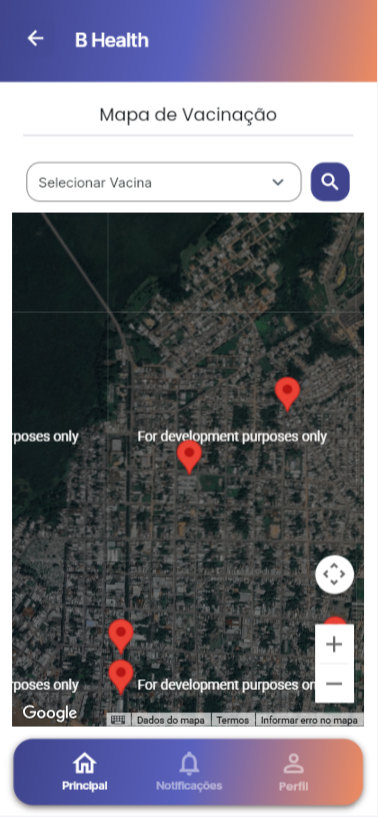 B Health
Mapa de Vacinação
Selecionar Vacina
rposes only
For development purposes only
rposes only
For development purposes on
Google
Dados do mapa
Termos
Informar erro no mapa
Principal
Notificações
Perfil